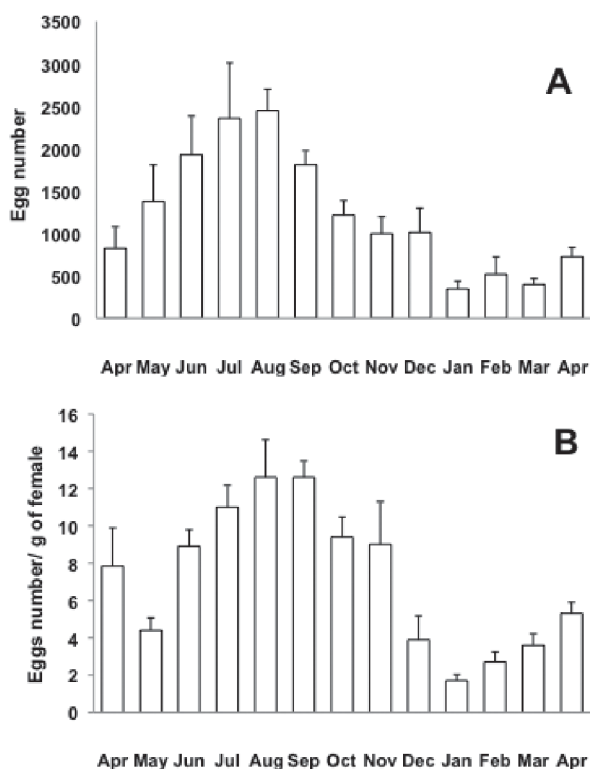 3500
3000
2500
2000
1500
1000
500
0
Egg number
A
Apr May Jun Jul Aug Sep Oct Nov Dec Jan Feb Mar Apr
16
14
12
10
8
6
4
2
0
Eggs number/ g of female
B
Apr May Jun Jul Aug Sep Oct Nov Dec Jan Feb Mar Apr